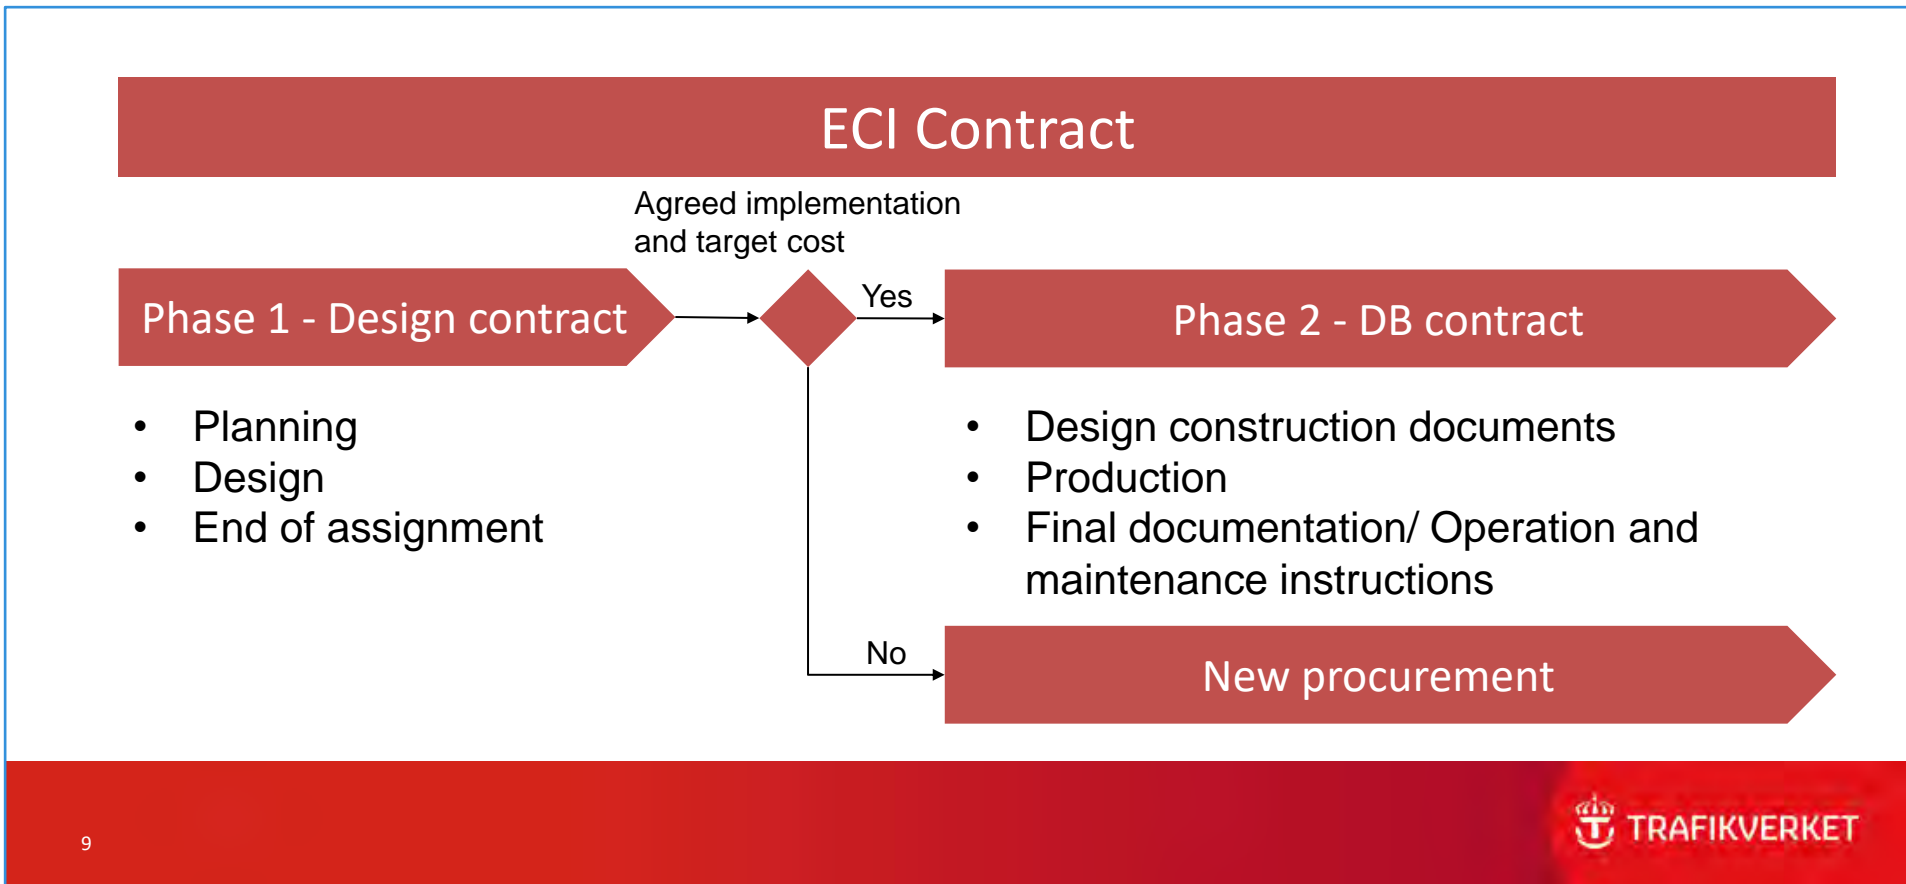 ECI Contract
Agreed implementation
and target cost
Phase 1 - Design contract
Yes
Phase 2 - DB contract
• Planning
• Design
• End of assignment
• Design construction documents
• Production
• Final documentation/ Operation and
maintenance instructions
No
New procurement
9
TRAFIKVERKET